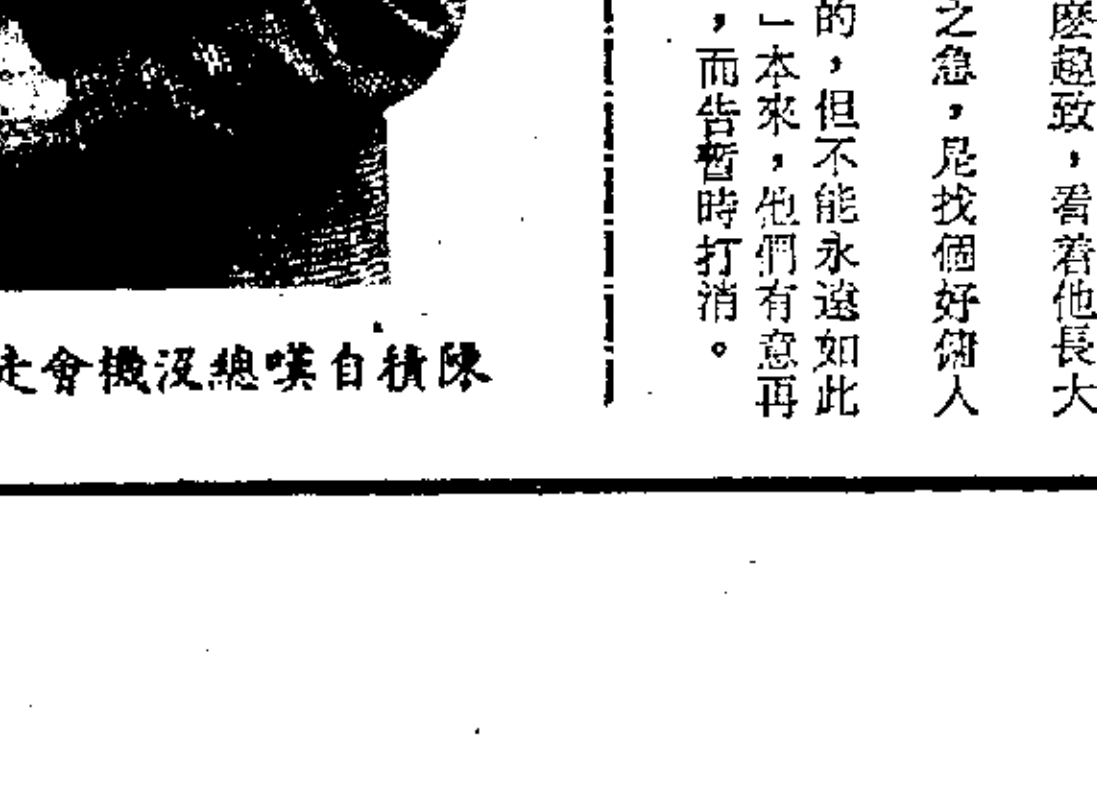 麽趣致，看着他長大
之急，是找個好傭人
的，但不能永遠如此
」本來，他們有意再
，而告暫時打消。
陳積自嘆總沒機會走